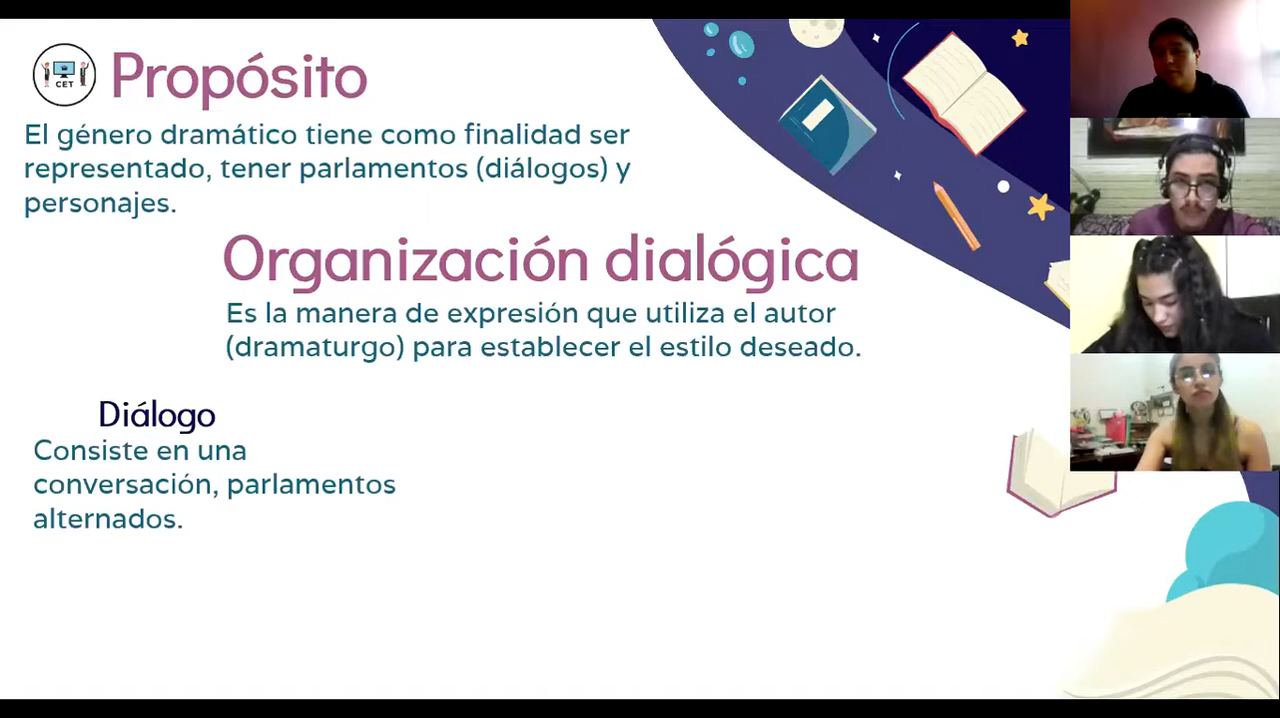 CET
Propósito
El género dramático tiene como finalidad ser
representado, tener parlamentos (diálogos) y
personajes.
Organización dialógica
Es la manera de expresión que utiliza el autor
(dramaturgo) para establecer el estilo deseado.
Diálogo
Consiste en una
conversación, parlamentos
alternados.